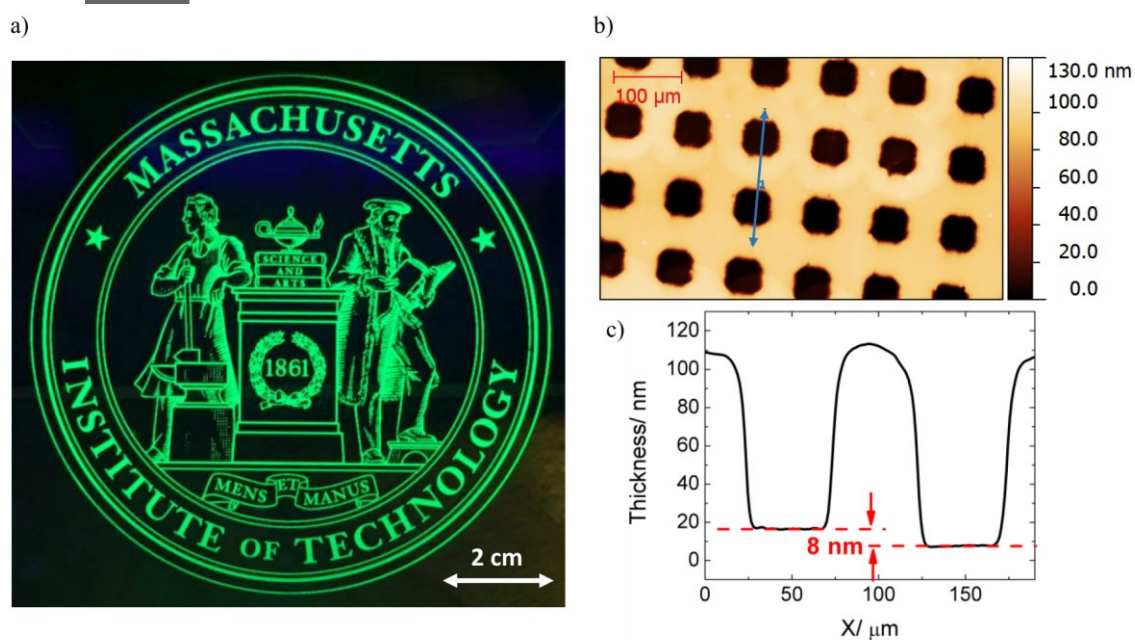 a)
MASSACHUSETTS
INSTITUTE OF TECHNOLOGY
SCIENCE
AND
ARTS
1861
MENS ET MANUS
2 cm
b)
100 µm
1
130.0 nm
100.0
80.0
60.0
40.0
20.0
0.0
c)
Thickness/ nm
120
100
80
60
40
20
0
8 nm
0 50 100 150
X/ µm